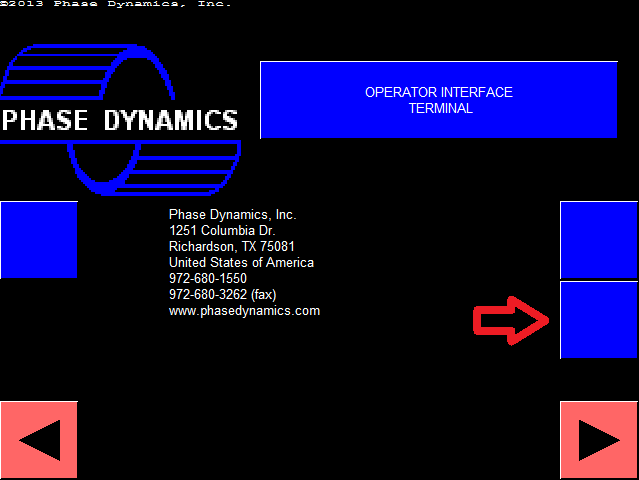 ©2013 Phase Dynamics, Inc.
PHASE DYNAMICS
OPERATOR INTERFACE
TERMINAL
Phase Dynamics, Inc.
1251 Columbia Dr.
Richardson, TX 75081
United States of America
972-680-1550
972-680-3262 (fax)
www.phasedynamics.com